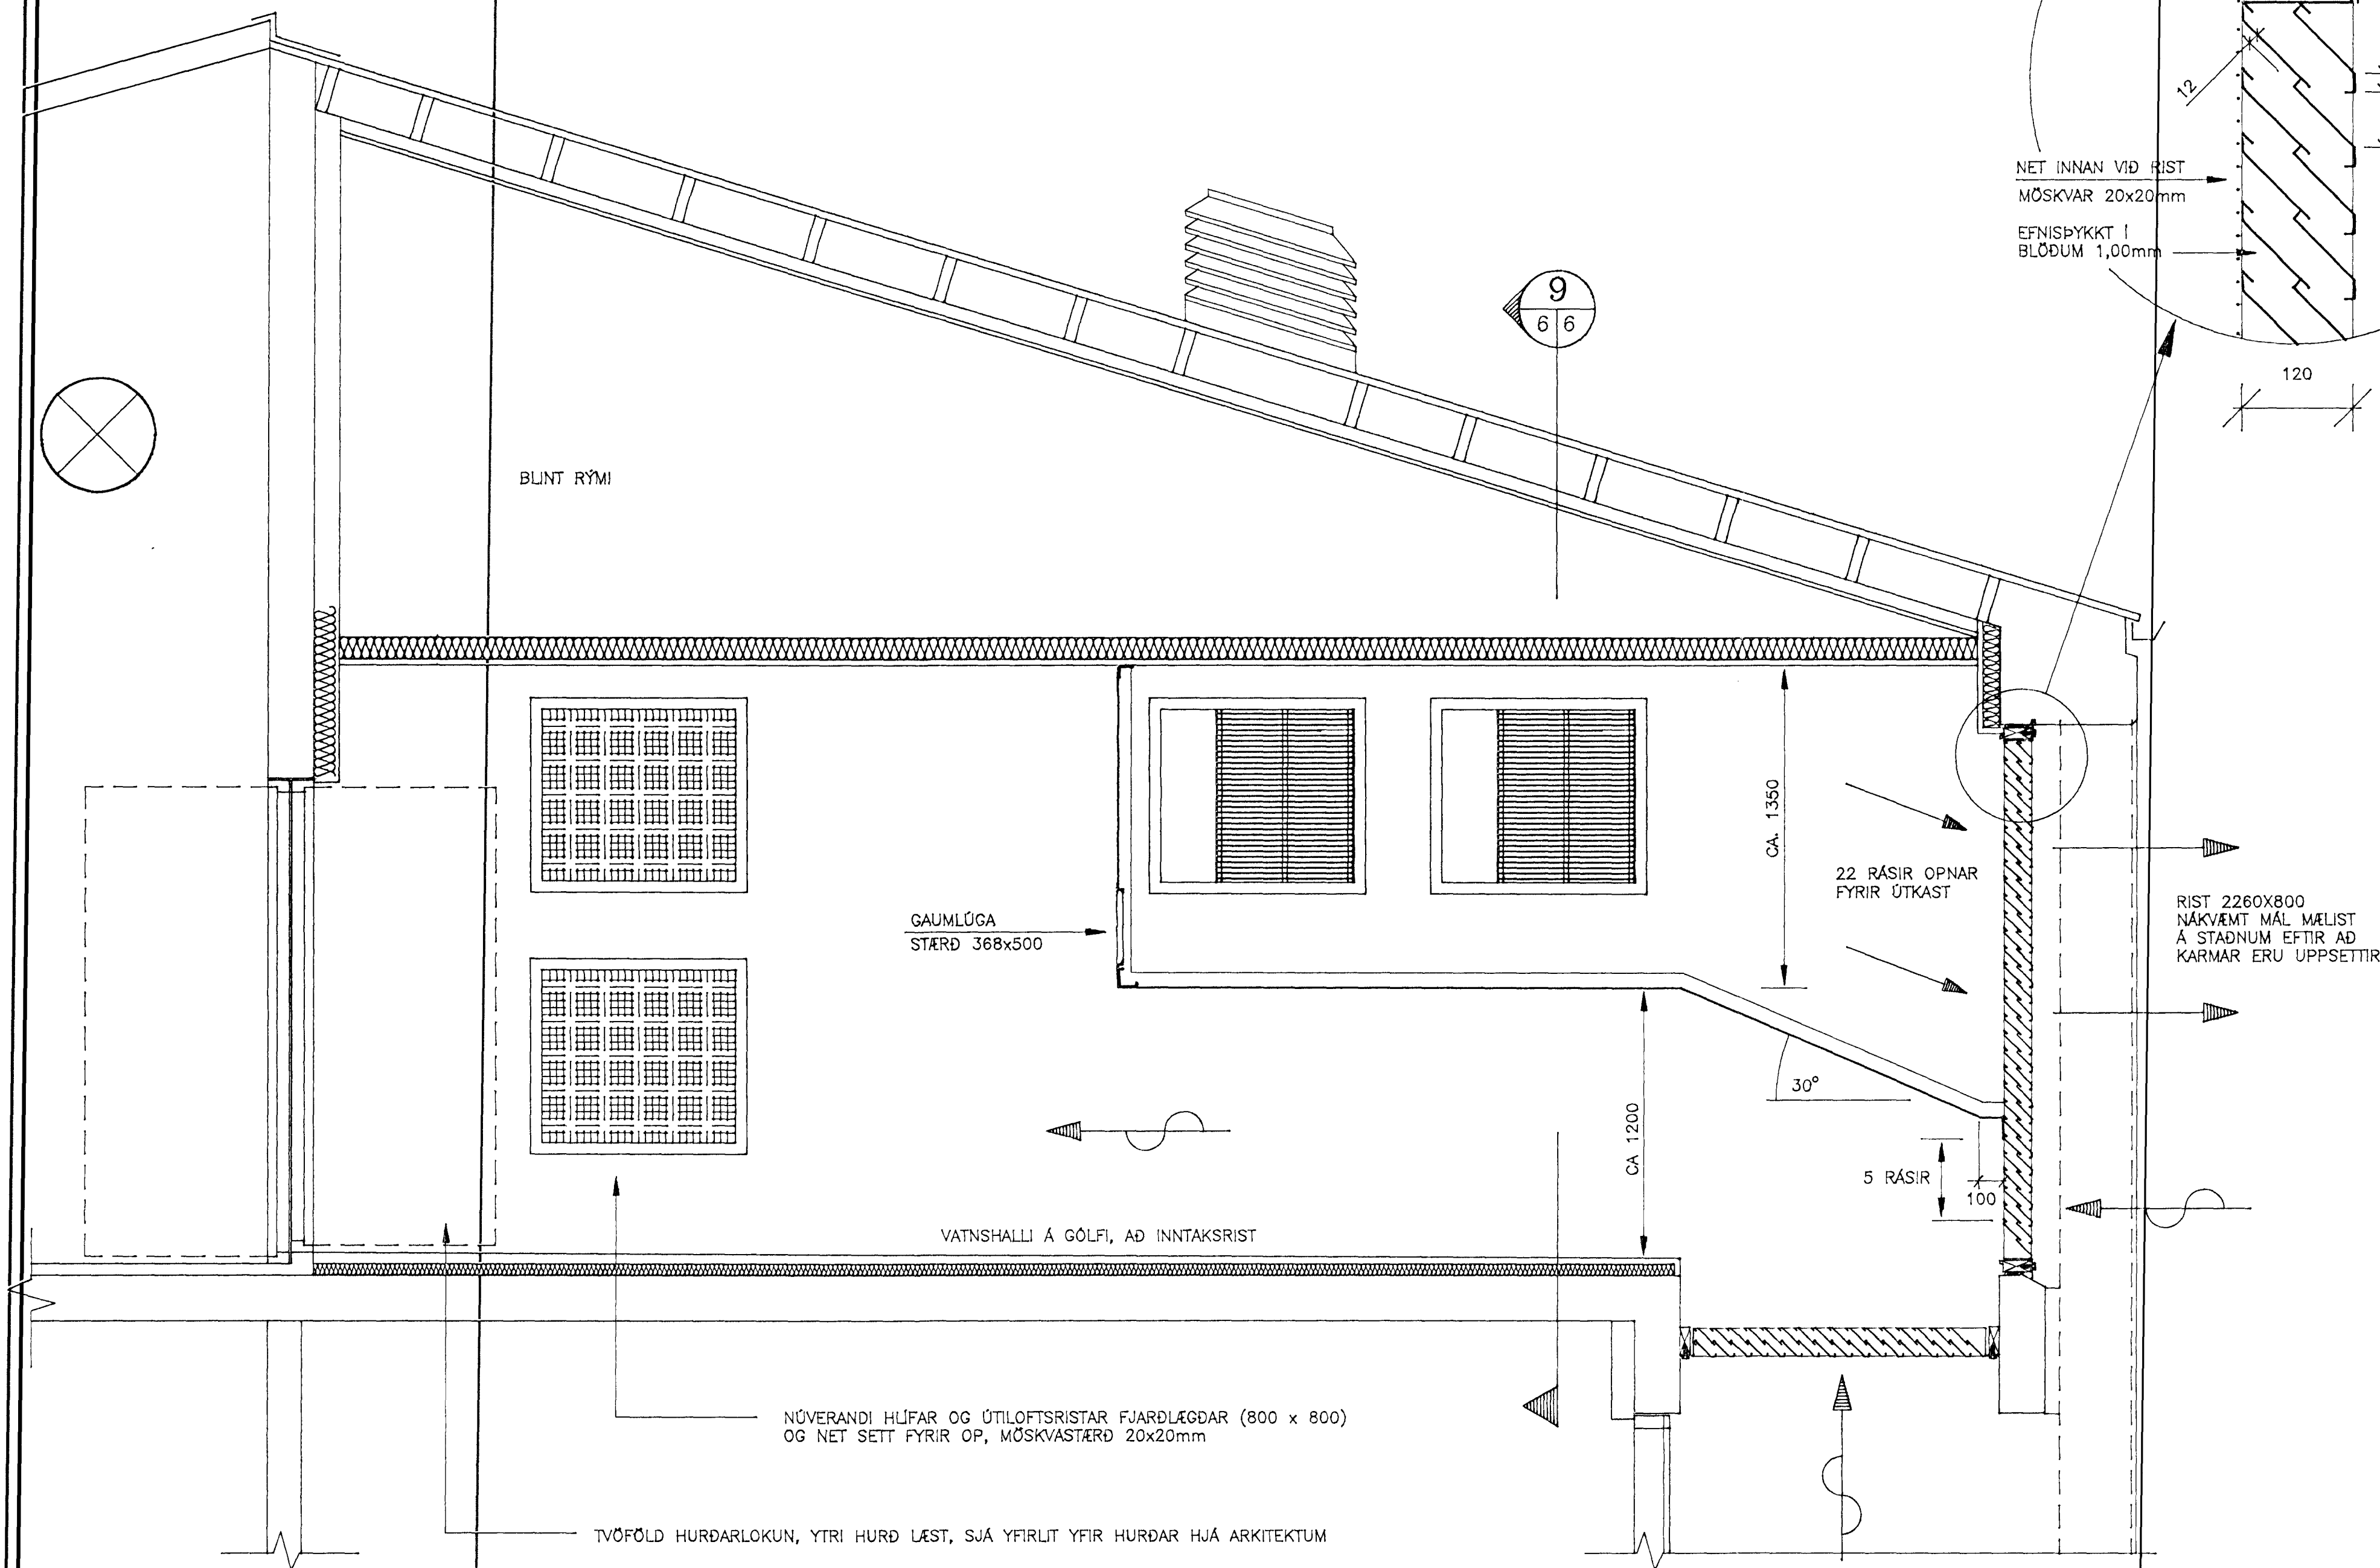 12
NET INNAN VIÐ RIST
MÖSKVAR 20x20mm
EFNISÞYKKT Í
BLÖÐUM 1,00mm
120
9
6 6
BLINT RÝMI
CA. 1350
22 RÁSIR OPNAR
FYRIR ÚTKAST
GAUMLÚGA
STÆRÐ 368x500
RIST 2260X800
NÁKVÆMT MÁL MÆLIST
Á STAÐNUM EFTIR AÐ
KARMAR ERU UPPSETTIR
30°
CA 1200
5 RÁSIR
100
VATNSHALLI Á GÓLFI, AÐ INNTAKSRIST
NÚVERANDI HLÍFAR OG ÚTILOFTSRISTAR FJARÐLÆGÐAR (800 x 800)
OG NET SETT FYRIR OP, MÖSKVASTÆRÐ 20x20mm
TVÖFÖLD HURÐARLOKUN, YTRI HURÐ LÆST, SJÁ YFIRLIT YFIR HURÐAR HJÁ ARKITEKTUM